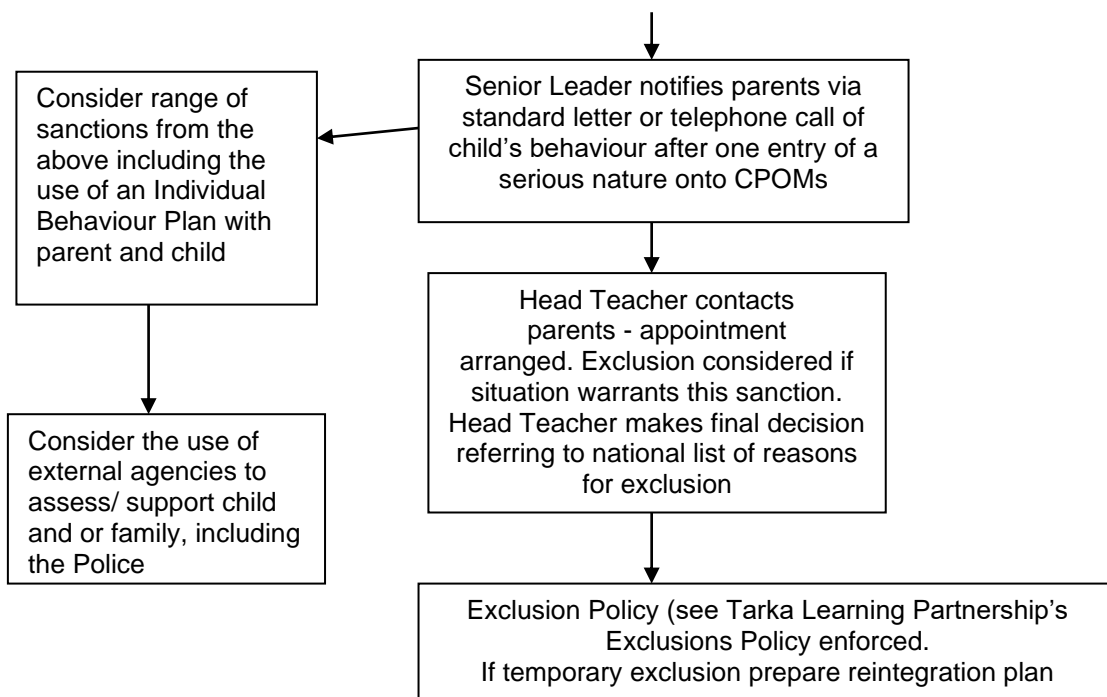 Senior Leader notifies parents via
standard letter or telephone call of
child’s behaviour after one entry of a
serious nature onto CPOMs
Consider range of
sanctions from the
above including the
use of an Individual
Behaviour Plan with
parent and child
Head Teacher contacts
parents - appointment
arranged. Exclusion considered if
situation warrants this sanction.
Head Teacher makes final decision
referring to national list of reasons
for exclusion
Consider the use of
external agencies to
assess/ support child
and or family, including
the Police
Exclusion Policy (see Tarka Learning Partnership’s
Exclusions Policy enforced.
If temporary exclusion prepare reintegration plan